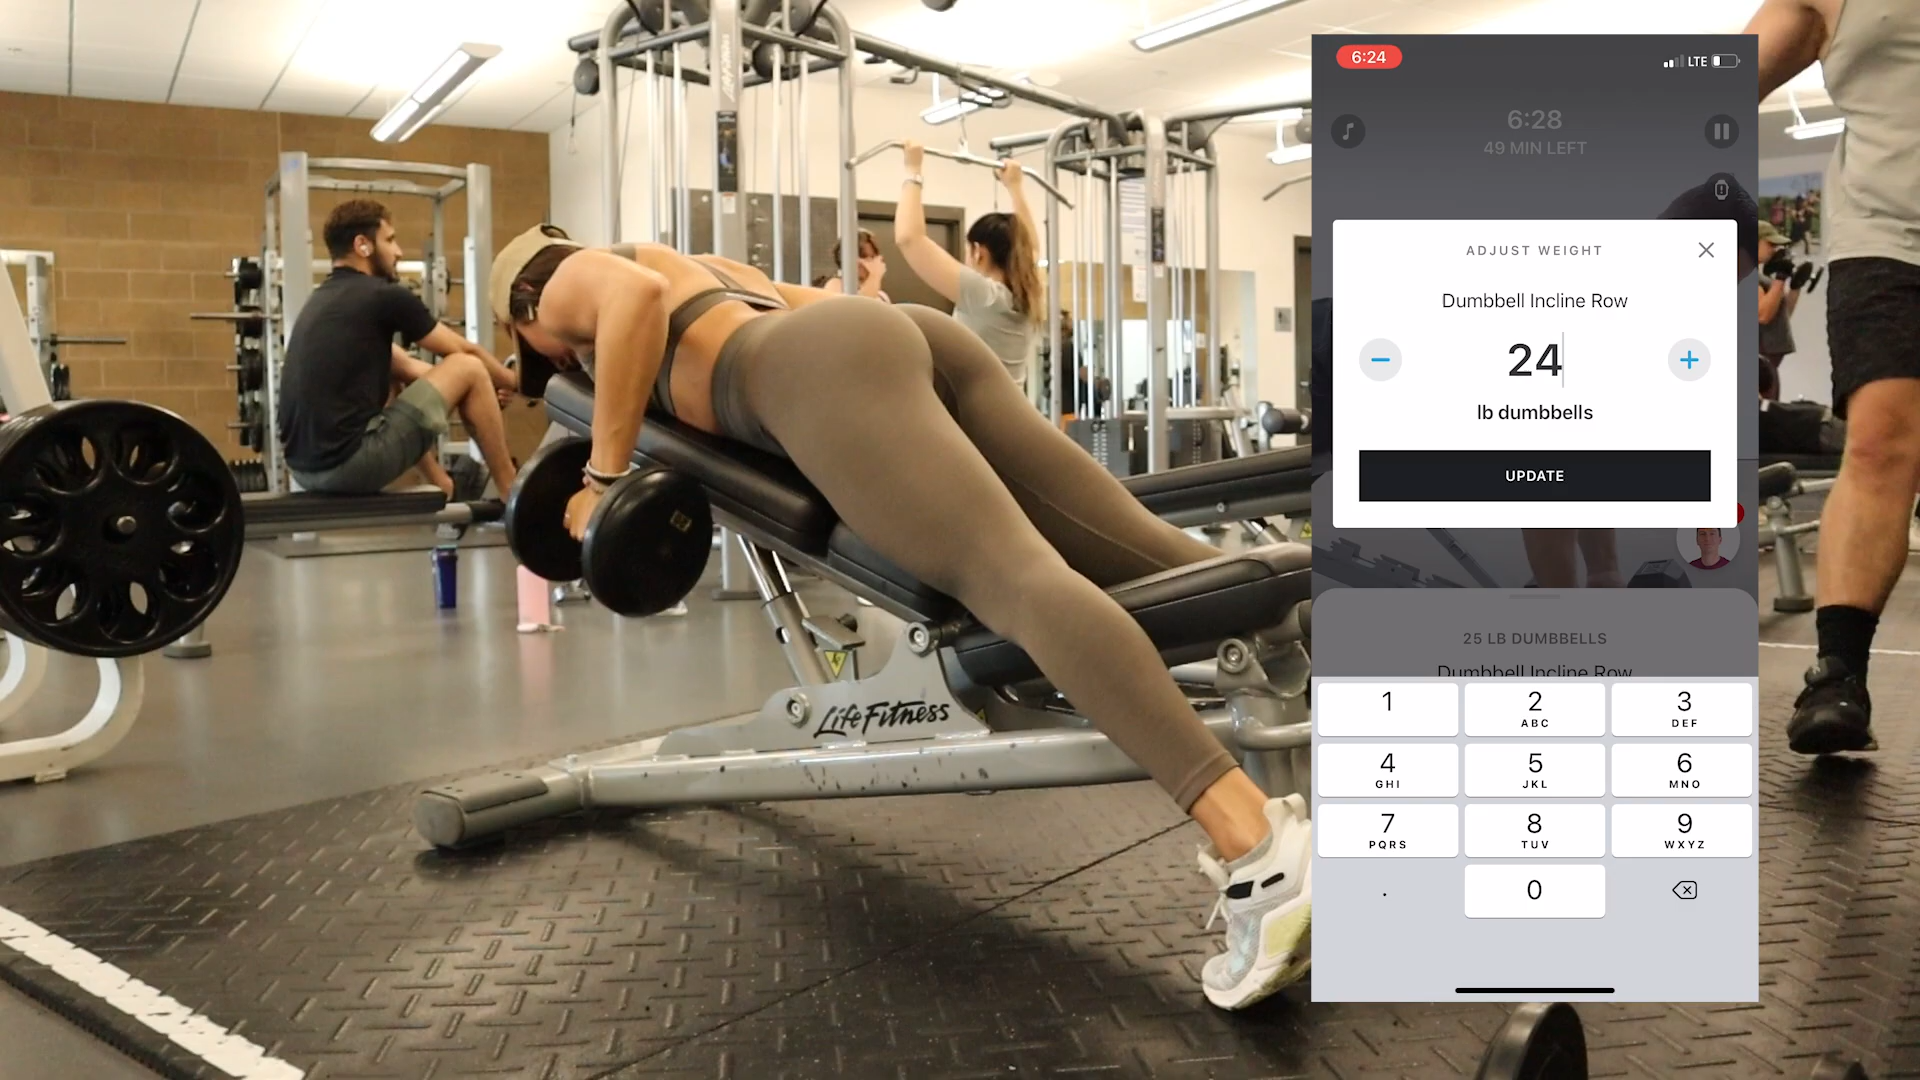 6:24
LTE
6:28
49 MIN LEFT
ADJUST WEIGHT
Dumbbell Incline Row
24
lb dumbbells
UPDATE
25 LB DUMBBELLS
Dumbbell Incline Row
1
2
ABC
3
DEF
4
GHI
5
JKL
6
MNO
7
PQRS
8
TUV
9
WXYZ
.
0
LifeFitness